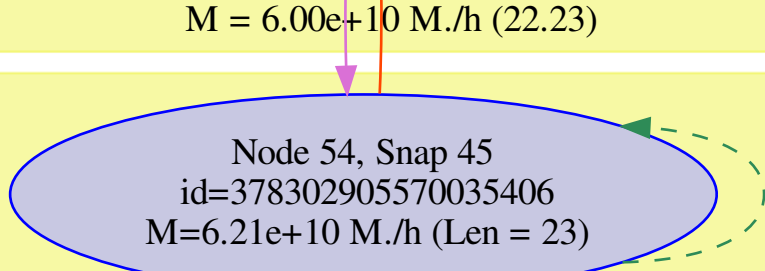 M = 6.00e+10 M./h (22.23)
Node 54, Snap 45
id=378302905570035406
M=6.21e+10 M./h (Len = 23)